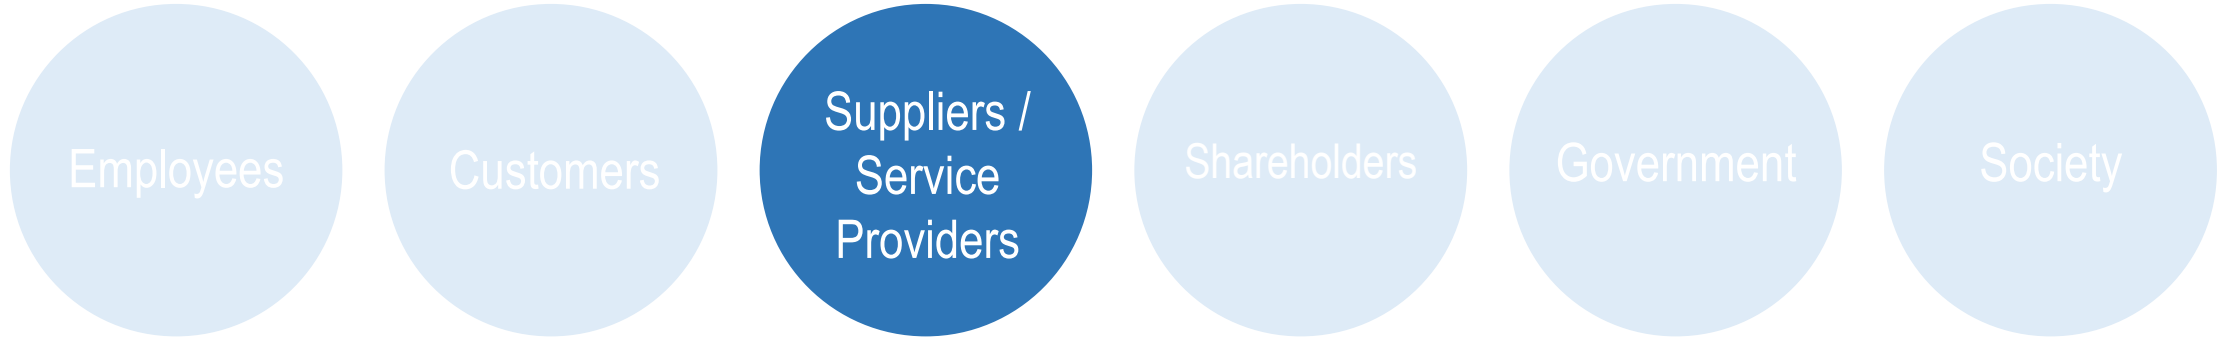 Employees
Customers
Suppliers /
Service
Providers
Shareholders
Government
Society